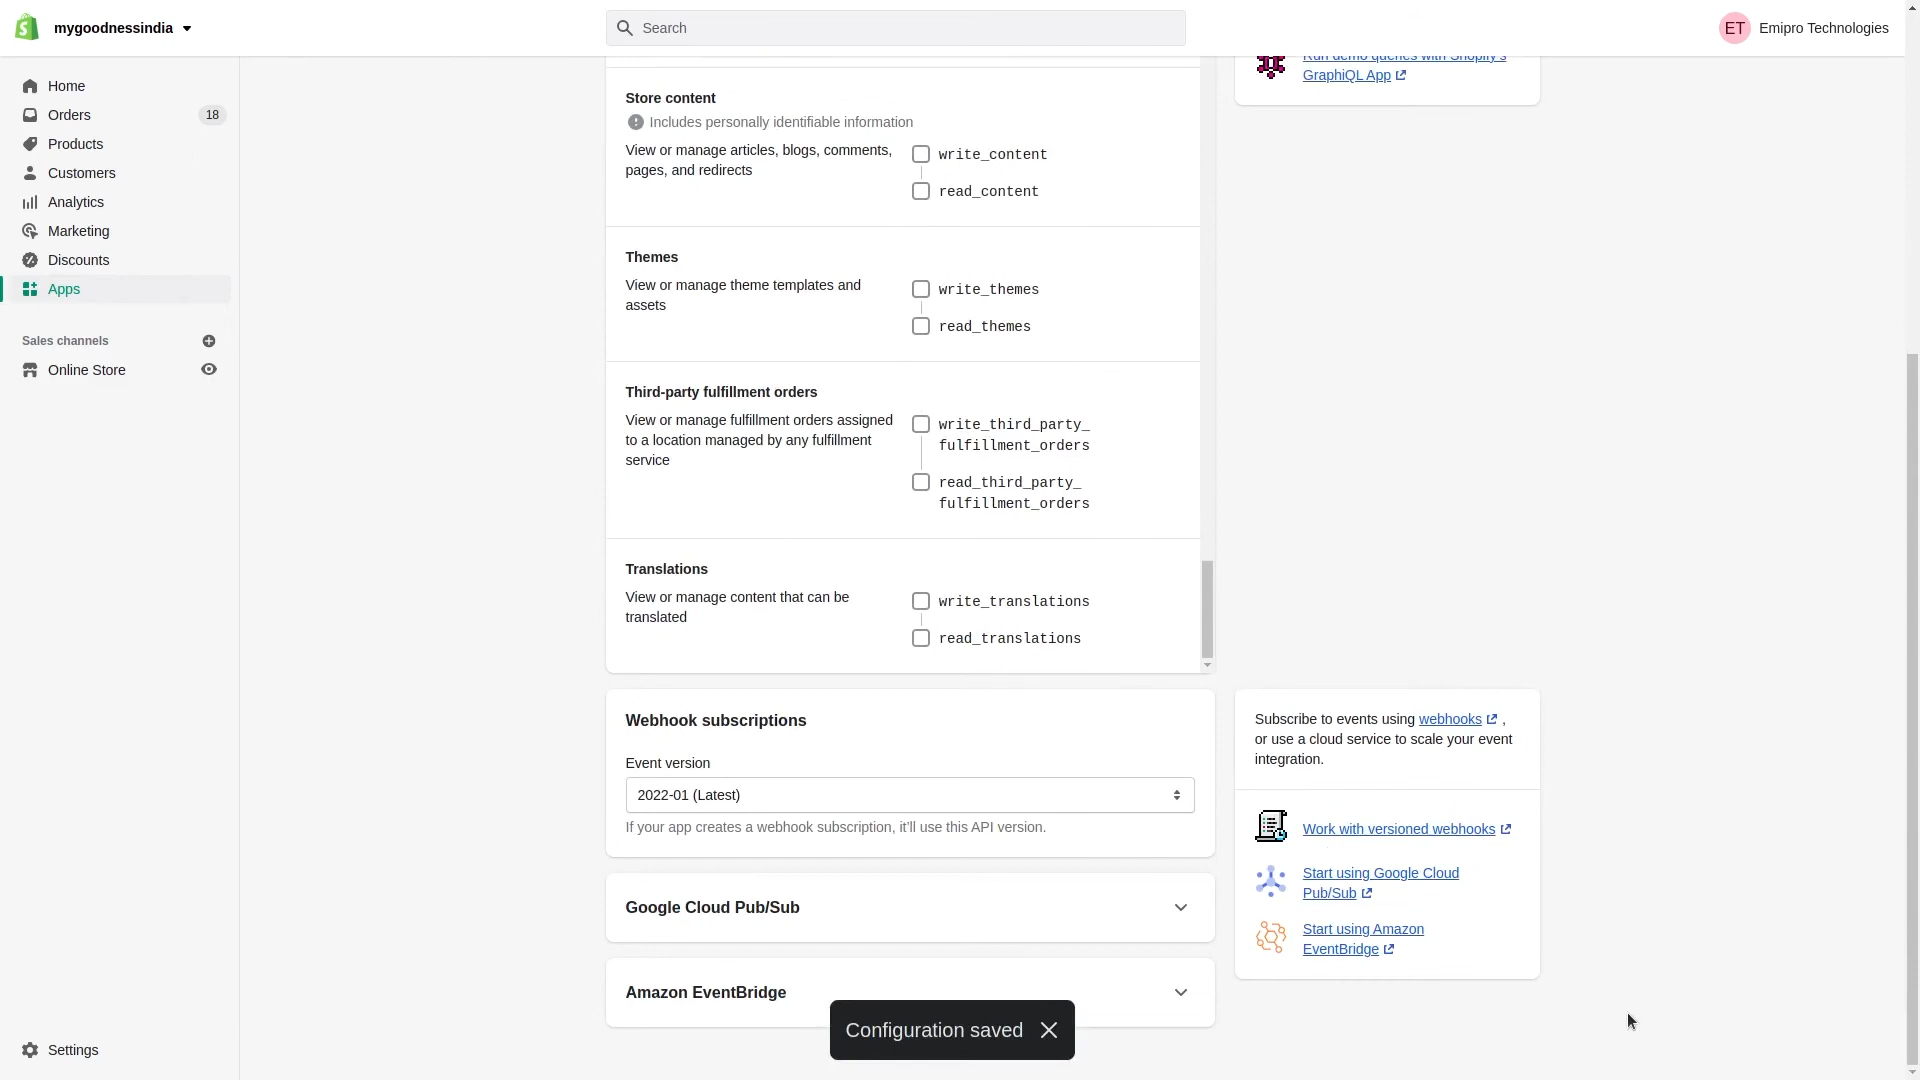 mygoodnessindia
Search
ET
Emipro Technologies
Home
Orders
18
Products
Customers
Analytics
Marketing
Discounts
Apps
Sales channels
Online Store
Settings
Store content
Includes personally identifiable information
View or manage articles, blogs, comments,
pages, and redirects
write_content
read_content
Themes
View or manage theme templates and
assets
write_themes
read_themes
Third-party fulfillment orders
View or manage fulfillment orders assigned
to a location managed by any fulfillment
service
write_third_party_
fulfillment_orders
read_third_party_
fulfillment_orders
Translations
View or manage content that can be
translated
write_translations
read_translations
Webhook subscriptions
Event version
2022-01 (Latest)
If your app creates a webhook subscription, it’ll use this API version.
Google Cloud Pub/Sub
Amazon EventBridge
Configuration saved
Run demo queries with Shopify's
GraphiQL App
Subscribe to events using webhooks ,
or use a cloud service to scale your event
integration.
Work with versioned webhooks
Start using Google Cloud
Pub/Sub
Start using Amazon
EventBridge